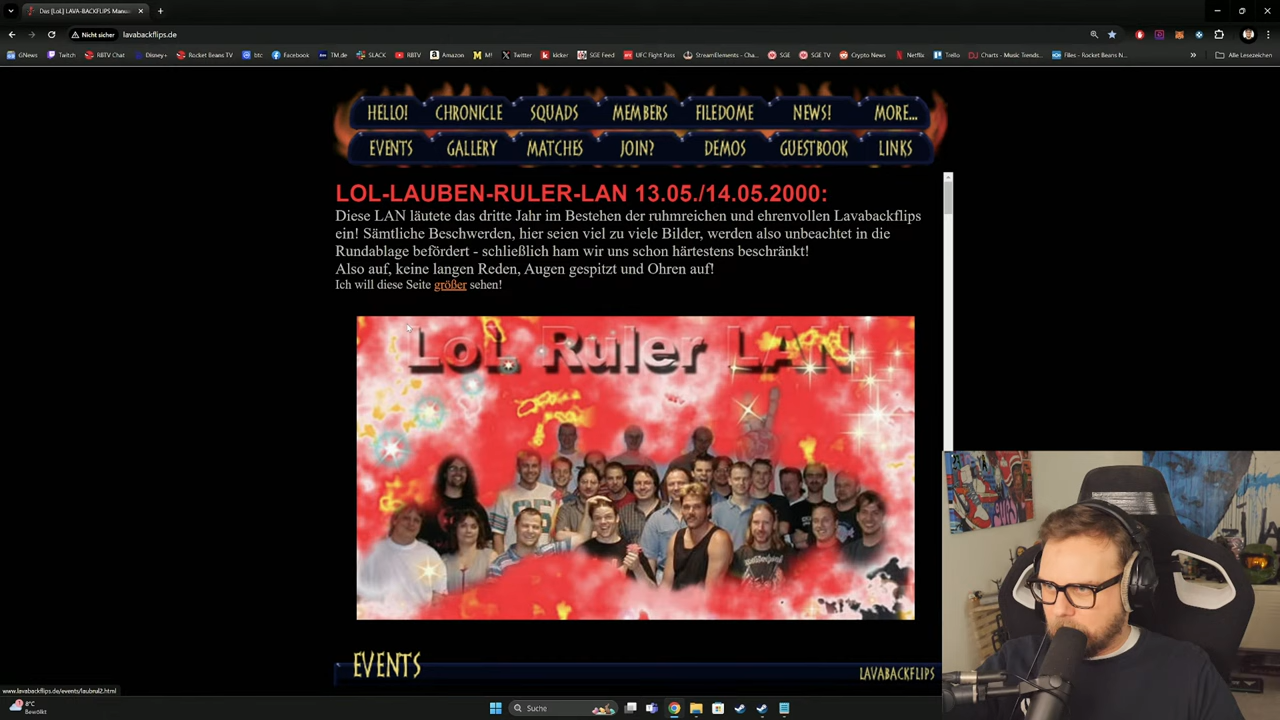 Das [LoL] LAVA-BACKFLIPS Manu
Nicht sicher
lavabackflips.de
GNews
Twitch
RBTV Chat
Disney+
Rocket Beans TV
btc
Facebook
TM.de
SLACK
RBTV
Amazon
M!
Twitter
kicker
SGE Feed
UFC Fight Pass
StreamElements - Cha...
SGE
SGE TV
Crypto News
Netflix
Trello
DJ Charts - Music Trends...
Files - Rocket Beans N...
Alle Lesezeichen
HELLO! CHRONICLE SQUADS MEMBERS FILEDOME NEWS! MORE...
EVENTS GALLERY MATCHES JOIN? DEMOS GUESTBOOK LINKS
LOL-LAUBEN-RULER-LAN 13.05./14.05.2000:
Diese LAN läutete das dritte Jahr im Bestehen der ruhmreichen und ehrenvollen Lavabackflips
ein! Sämtliche Beschwerden, hier seien viel zu viele Bilder, werden also unbeachtet in die
Rundablage befördert - schließlich ham wir uns schon härtestens beschränkt!
Also auf, keine langen Reden, Augen gespitzt und Ohren auf!
Ich will diese Seite größer sehen!
LoL Ruler LAN
EVENTS
LAVABACKFLIPS
www.lavabackflips.de/events/laubrul2.html
8°C
Bewölkt
Suche